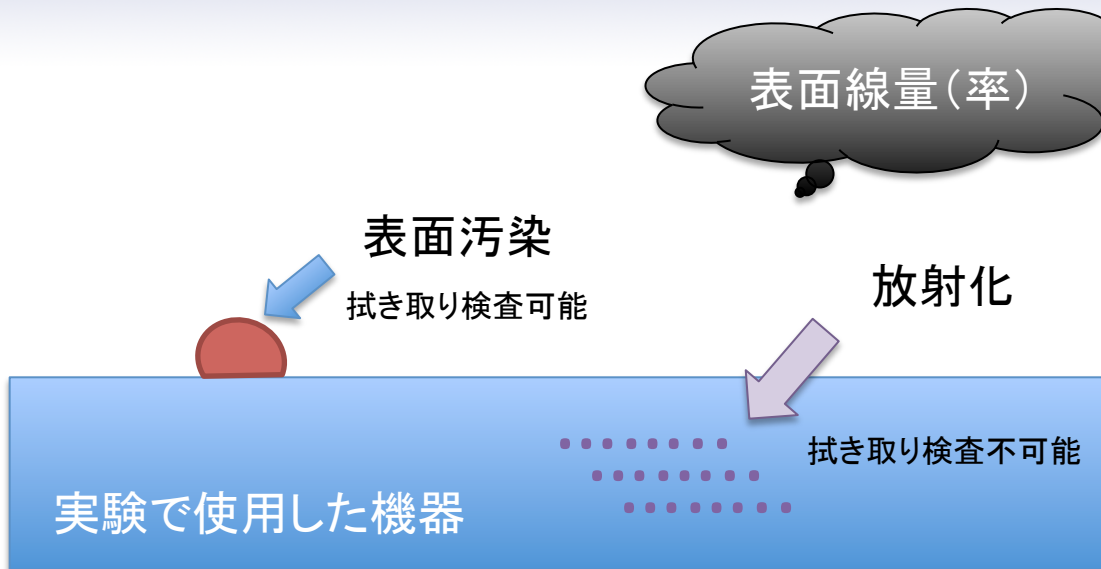 表面線量(率)
表面汚染
拭き取り検査可能
放射化
拭き取り検査不可能
実験で使用した機器